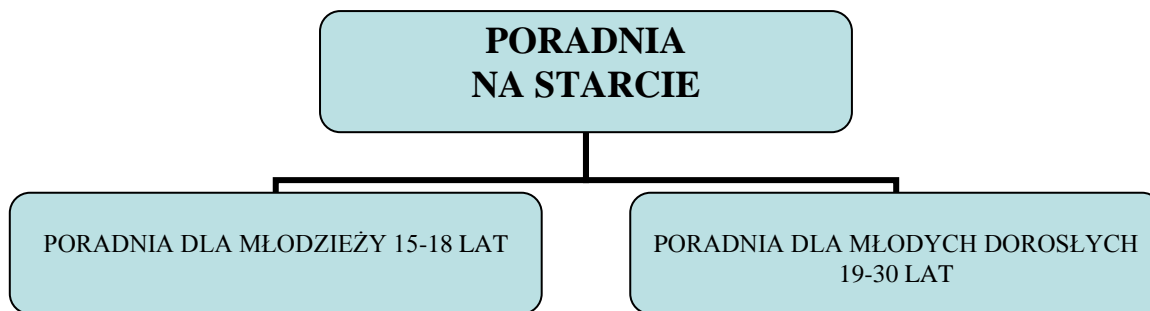 PORADNIA
NA STARCIE
PORADNIA DLA MŁODZIEŻY 15-18 LAT
PORADNIA DLA MŁODYCH DOROSŁYCH
19-30 LAT